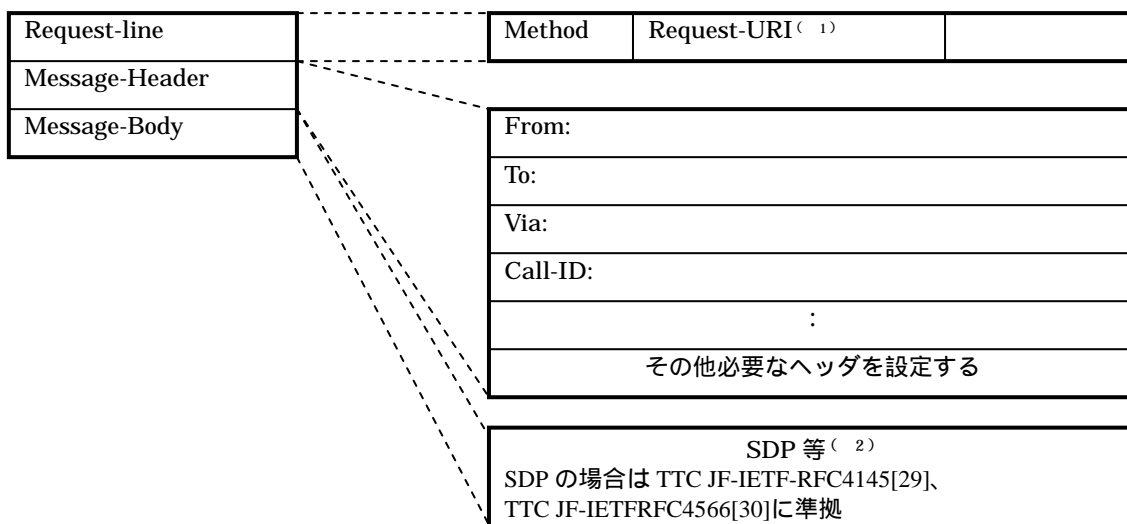 Request-line
Message-Header
Message-Body
Method
Request-URI( 1)
From:
To:
Via:
Call-ID:
:
その他必要なヘッダを設定する
SDP 等( 2)
SDP の場合は TTC JF-IETF-RFC4145[29]、
TTC JF-IETFRFC4566[30]に準拠